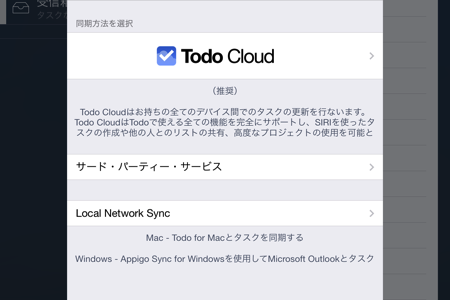 受信箱
タスク
同期方法を選択
Todo Cloud
(推奨)
Todo Cloudはお持ちの全てのデバイス間でのタスクの更新を行ないます。
Todo CloudはTodoで使える全ての機能を完全にサポートし、SIRIを使ったタ
スクの作成や他の人とのリストの共有、高度なプロジェクトの使用を可能と
サード・パーティー・サービス
Local Network Sync
Mac - Todo for Macとタスクを同期する
Windows - Appigo Sync for Windowsを使用してMicrosoft Outlookとタスク